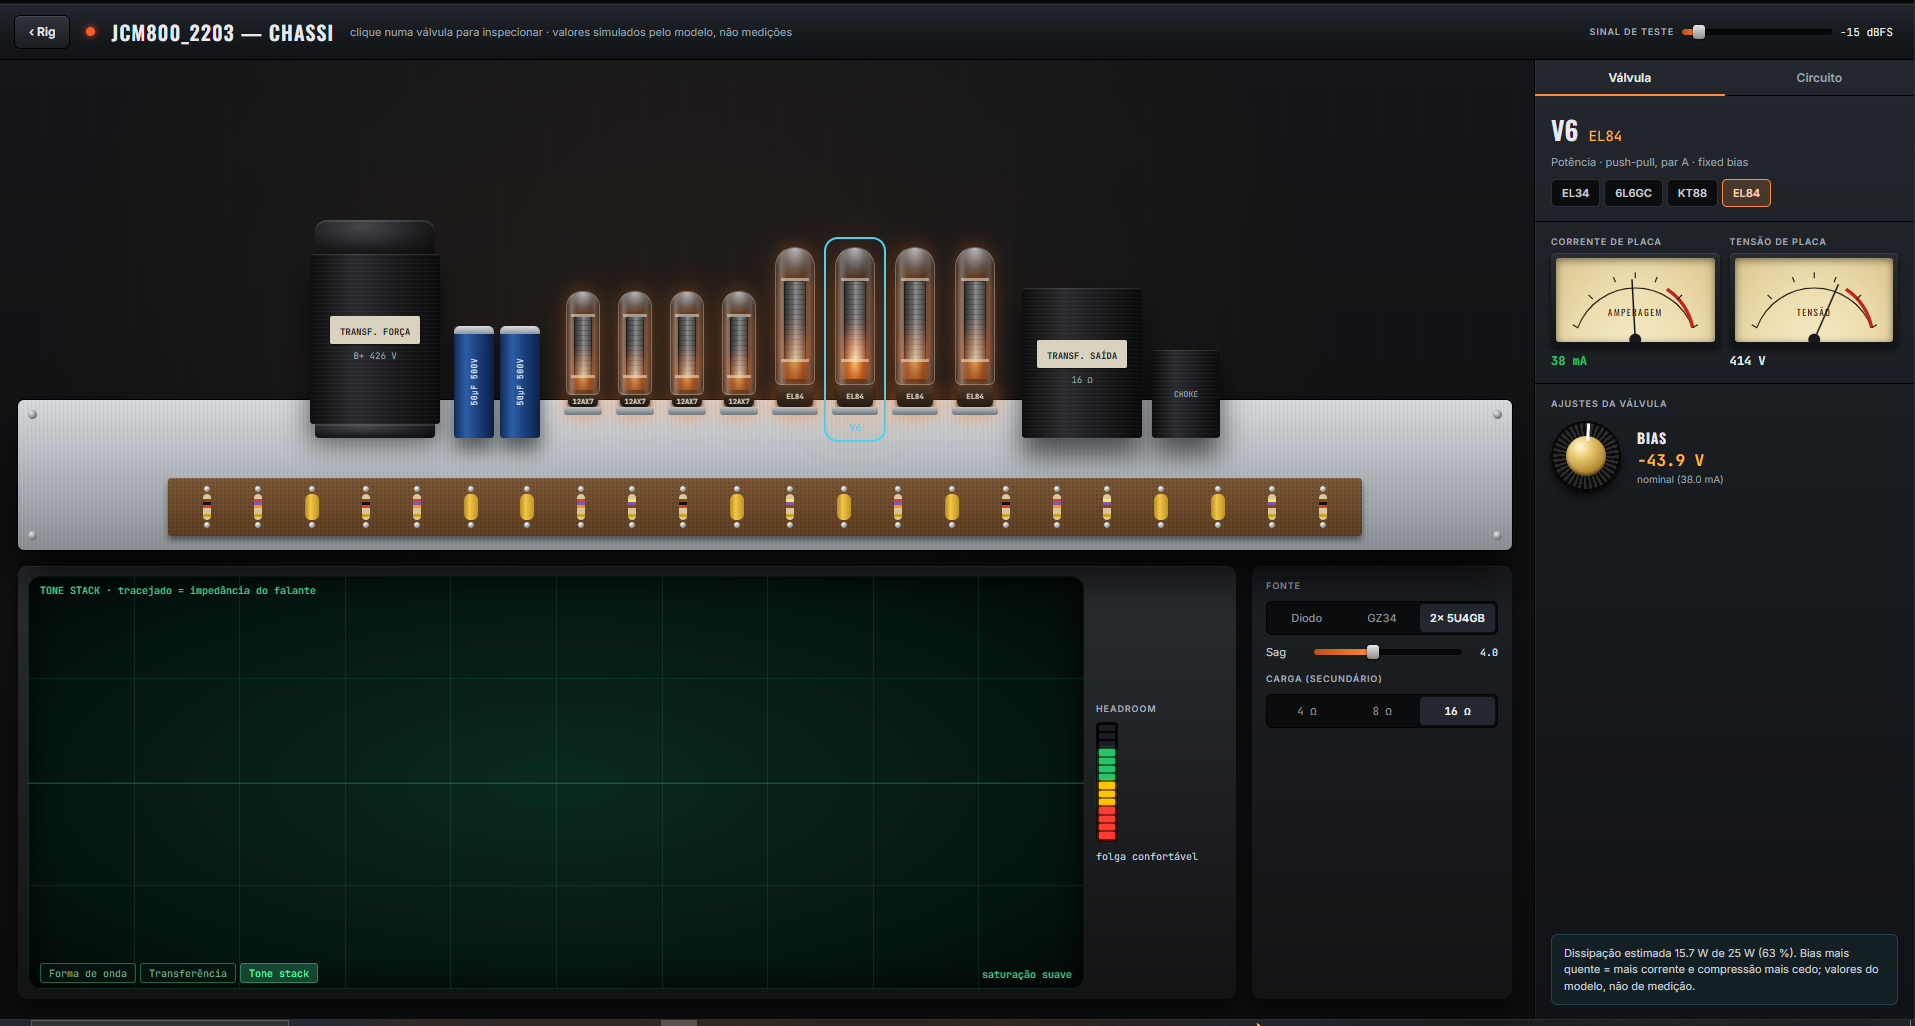 ‹ Rig
JCM800_2203 — CHASSI
clique numa válvula para inspecionar · valores simulados pelo modelo, não medições
SINAL DE TESTE
-15 dBFS
Válvula
Circuito
V6 EL84
Potência · push-pull, par A · fixed bias
EL34 6L6GC KT88 EL84
CORRENTE DE PLACA
TENSÃO DE PLACA
AMPERAGEM
TENSÃO
38 mA
414 V
AJUSTES DA VÁLVULA
BIAS
-43.9 V
nominal (38.0 mA)
Dissipação estimada 15.7 W de 25 W (63 %). Bias mais
quente = mais corrente e compressão mais cedo; valores do
modelo, não de medição.
TRANSF. FORÇA
B+ 426 V
50µF 500V
50µF 500V
12AX7
12AX7
12AX7
12AX7
EL84
EL84
EL84
EL84
V6
TRANSF. SAÍDA
16 Ω
CHOKE
TONE STACK · tracejado = impedância do falante
Forma de onda
Transferência
Tone stack
saturação suave
HEADROOM
folga confortável
FONTE
Diodo GZ34 2× 5U4GB
Sag 4.0
CARGA (SECUNDÁRIO)
4 Ω 8 Ω 16 Ω